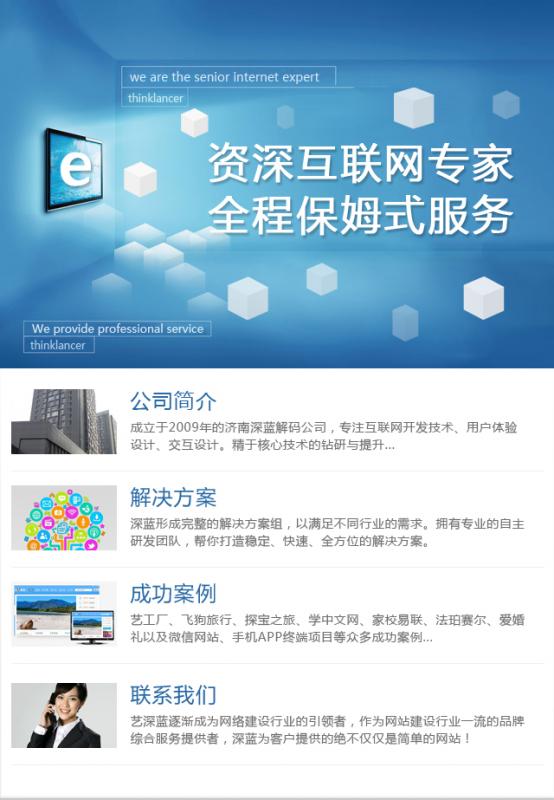 we are the senior internet expert
thinklancer
e
资深互联网专家
全程保姆式服务
We provide professional service
thinklancer
公司简介
成立于2009年的济南深蓝解码公司，专注互联网开发技术、用户体验
设计、交互设计。精于核心技术的钻研与提升...
解决方案
深蓝形成完整的解决方案组，以满足不同行业的需求。拥有专业的自主
研发团队，帮你打造稳定、快速、全方位的解决方案。
成功案例
艺工厂、飞狗旅行、探宝之旅、学中文网、家校易联、法珀赛尔、爱婚
礼以及微信网站、手机APP终端项目等众多成功案例...
联系我们
艺深蓝逐渐成为网络建设行业的引领者，作为网站建设行业一流的品牌
综合服务提供者，深蓝为客户提供的绝不仅仅是简单的网站！